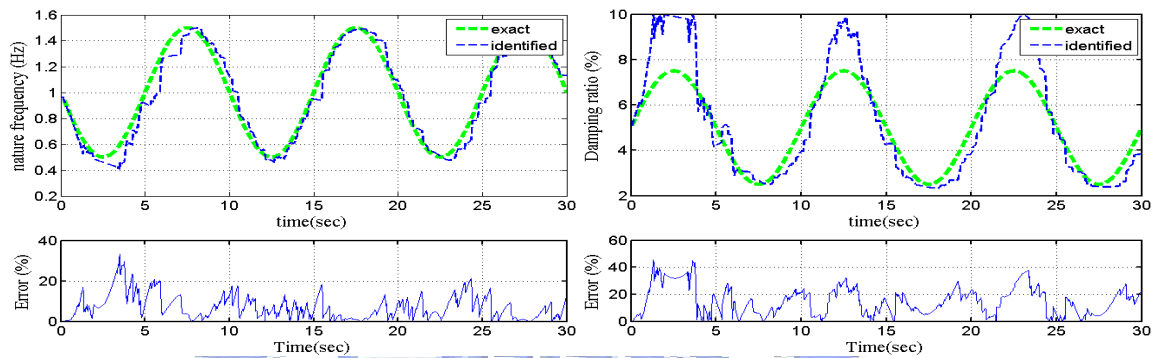 nature frequency (Hz)
1.6
1.4
1.2
1
0.8
0.6
0.4
0.2
0 5 10 15 20 25 30
time(sec)
exact
identified
Error (%)
40
20
0
0 5 10 15 20 25 30
Time(sec)
Damping ratio (%)
10
8
6
4
2
0 5 10 15 20 25 30
time(sec)
exact
identified
Error (%)
60
40
20
0
0 5 10 15 20 25 30
Time(sec)